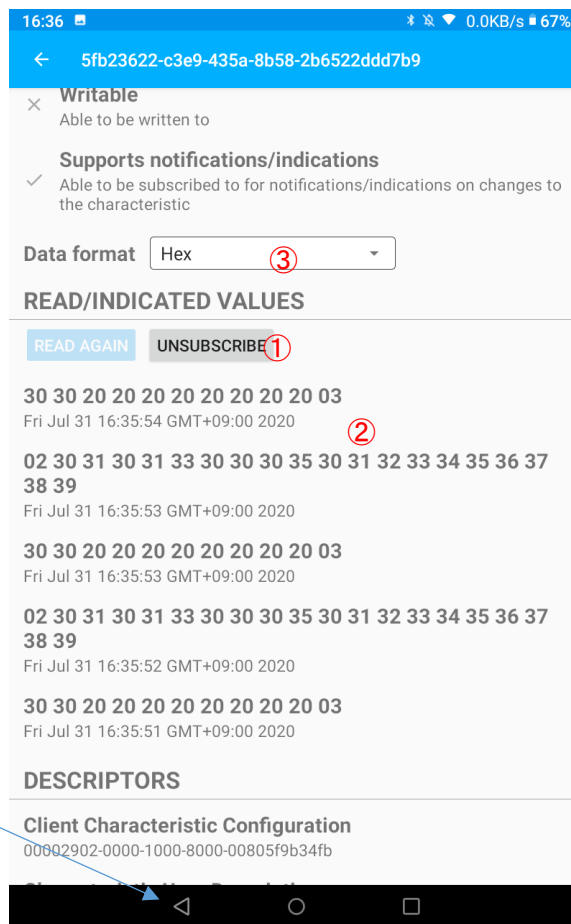 16:36 0.0KB/s 67%
5fb23622-c3e9-435a-8b58-2b6522ddd7b9
Writable
Able to be written to
Supports notifications/indications
Able to be subscribed to for notifications/indications on changes to
the characteristic
Data format Hex ③
READ/INDICATED VALUES
READ AGAIN UNSUBSCRIBE ①
30 30 20 20 20 20 20 20 20 20 03
Fri Jul 31 16:35:54 GMT+09:00 2020
②
02 30 31 30 31 33 30 30 30 35 30 31 32 33 34 35 36 37
38 39
Fri Jul 31 16:35:53 GMT+09:00 2020
30 30 20 20 20 20 20 20 20 20 03
Fri Jul 31 16:35:53 GMT+09:00 2020
02 30 31 30 31 33 30 30 30 35 30 31 32 33 34 35 36 37
38 39
Fri Jul 31 16:35:52 GMT+09:00 2020
30 30 20 20 20 20 20 20 20 20 03
Fri Jul 31 16:35:51 GMT+09:00 2020
DESCRIPTORS
Client Characteristic Configuration
00002902-0000-1000-8000-00805f9b34fb